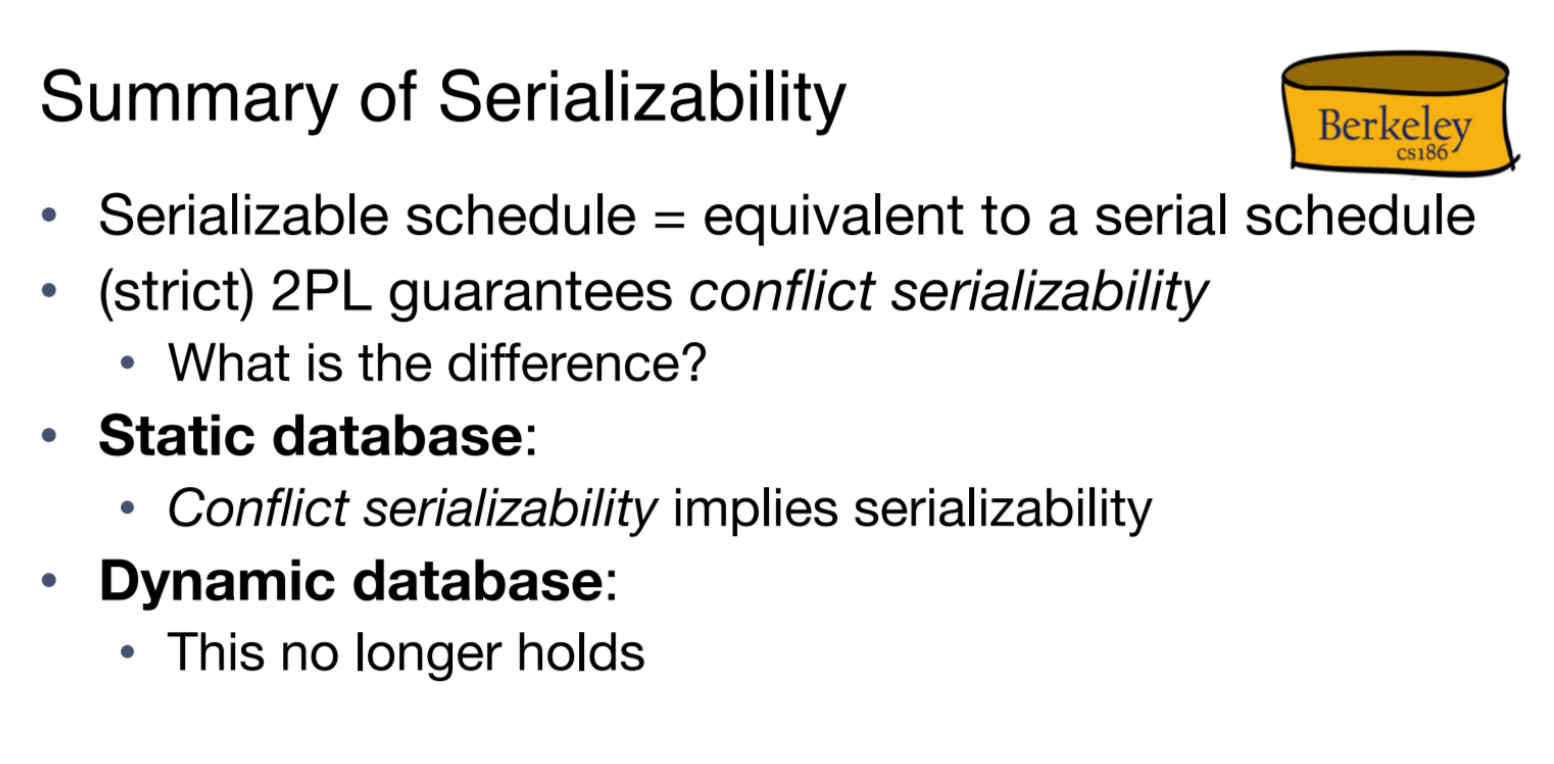 Summary of Serializability
Berkeley
cs186
• Serializable schedule = equivalent to a serial schedule
• (strict) 2PL guarantees conflict serializability
• What is the difference?
• Static database:
• Conflict serializability implies serializability
• Dynamic database:
• This no longer holds